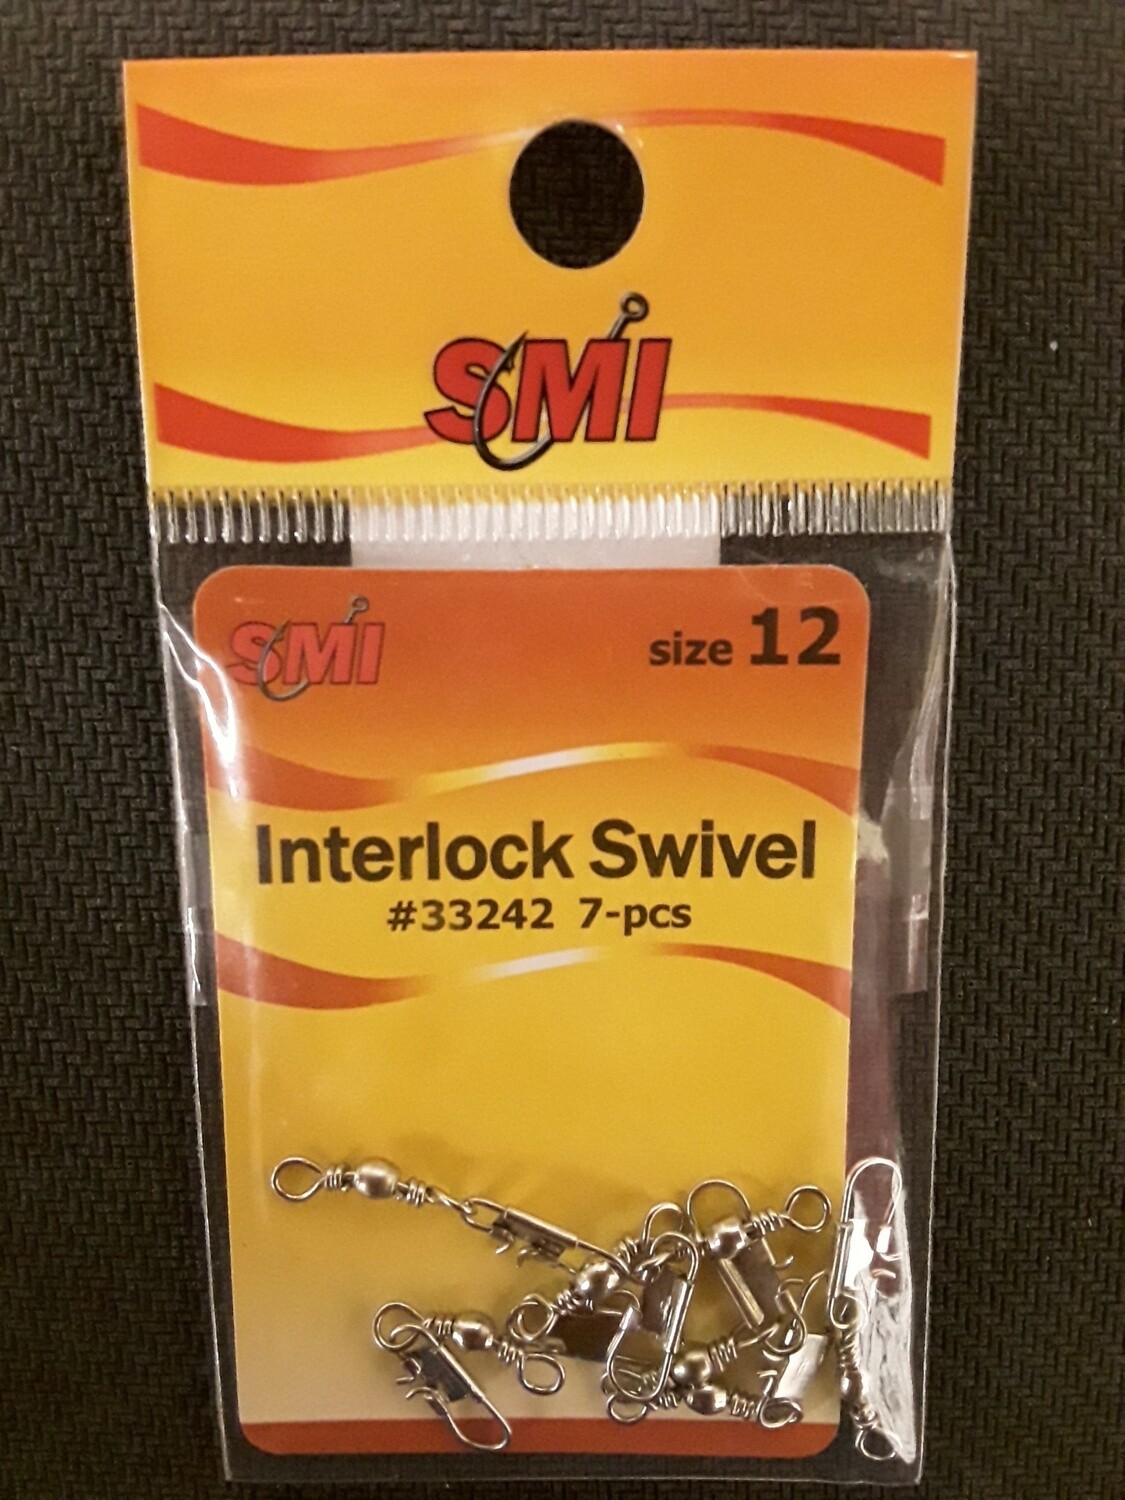 SMI
SMI
size 12
Interlock Swivel
#33242 7-pcs